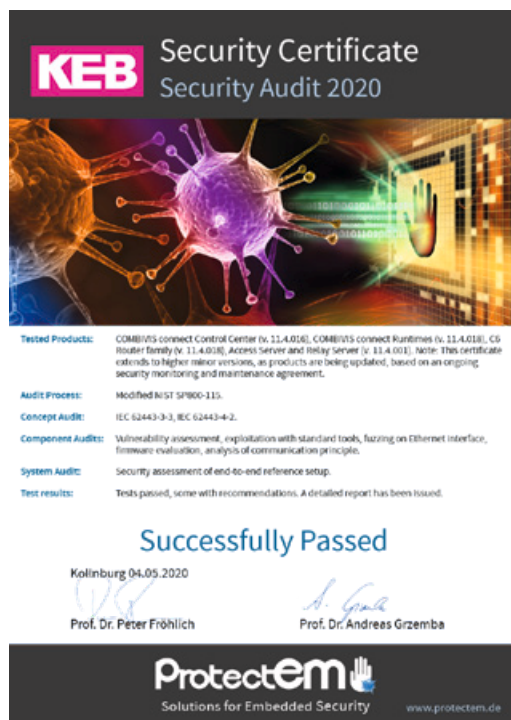 KEB
Security Certificate
Security Audit 2020
Tested Products: COMBIVIS connect Control Center (v. 11.4.016), COMBIVIS connect Runtimes (v. 11.4.018), C6
Router family (v. 11.4.018), Access Server and Relay Server (v. 11.4.001). Note: This certificate
extends to higher minor versions, as products are being updated, based on an ongoing
security monitoring and maintenance agreement.
Audit Process: Modified NIST SP800-115.
Concept Audit: IEC 62443-3-3, IEC 62443-4-2.
Component Audits: Vulnerability assessment, exploitation with standard tools, fuzzing on Ethernet interface,
firmware evaluation, analysis of communication principle.
System Audit: Security assessment of end-to-end reference setup.
Test results: Tests passed, some with recommendations. A detailed report has been issued.
Successfully Passed
Kollnburg 04.05.2020
Prof. Dr. Peter Fröhlich
Prof. Dr. Andreas Grzemba
ProtectEM
Solutions for Embedded Security
www.protectem.de